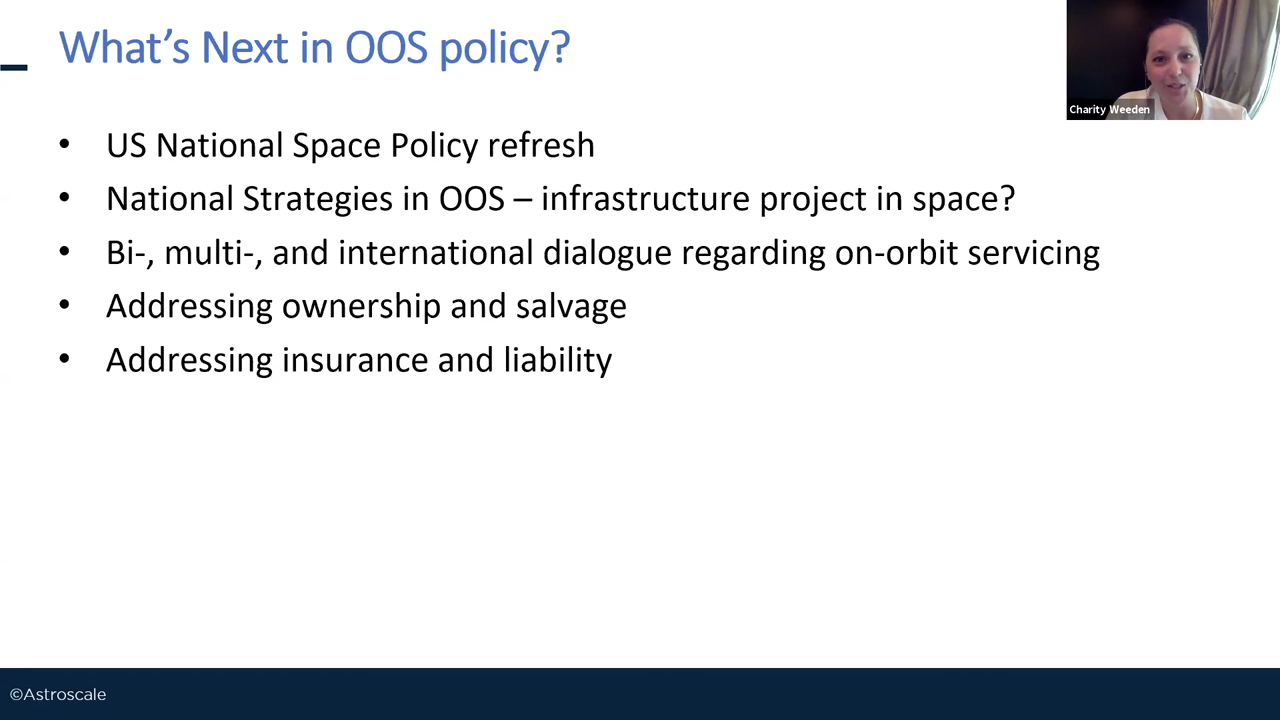 What's Next in OOS policy?
Charity Weeden
• US National Space Policy refresh
• National Strategies in OOS – infrastructure project in space?
• Bi-, multi-, and international dialogue regarding on-orbit servicing
• Addressing ownership and salvage
• Addressing insurance and liability
©Astroscale